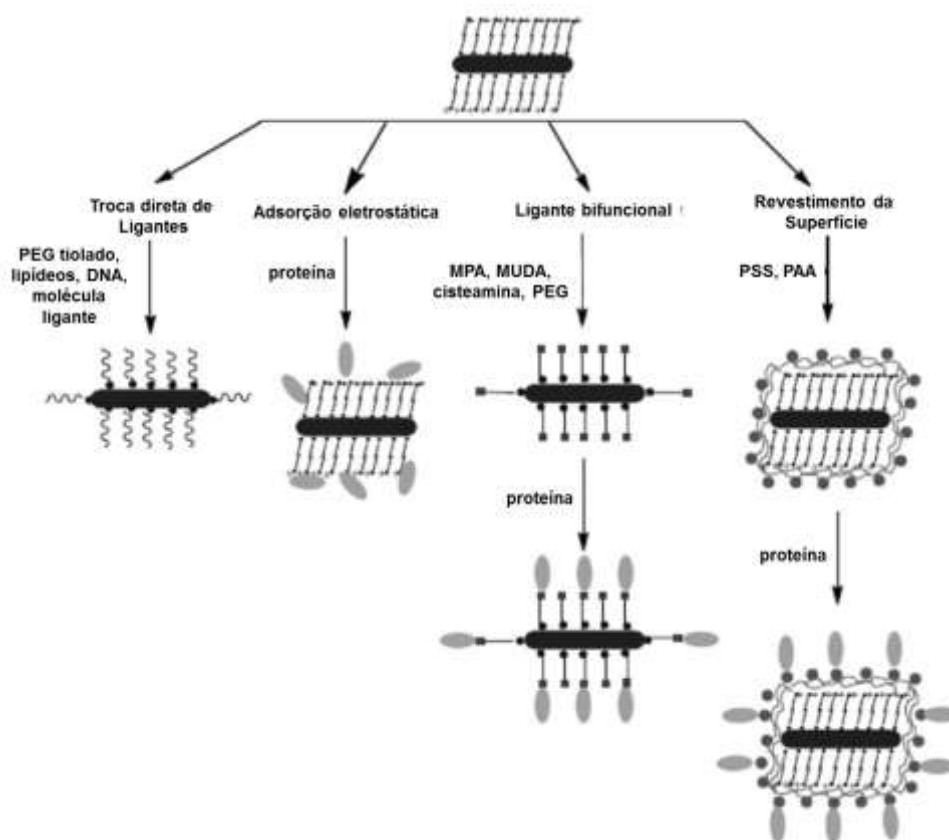 Troca direta de
Ligantes
Adsorção eletrostática
Ligante bifuncional
Revestimento da
Superfície
PEG tiolado,
lipídeos, DNA,
molécula
ligante
proteína
MPA, MUDA,
cisteamina, PEG
PSS, PAA
proteína
proteína